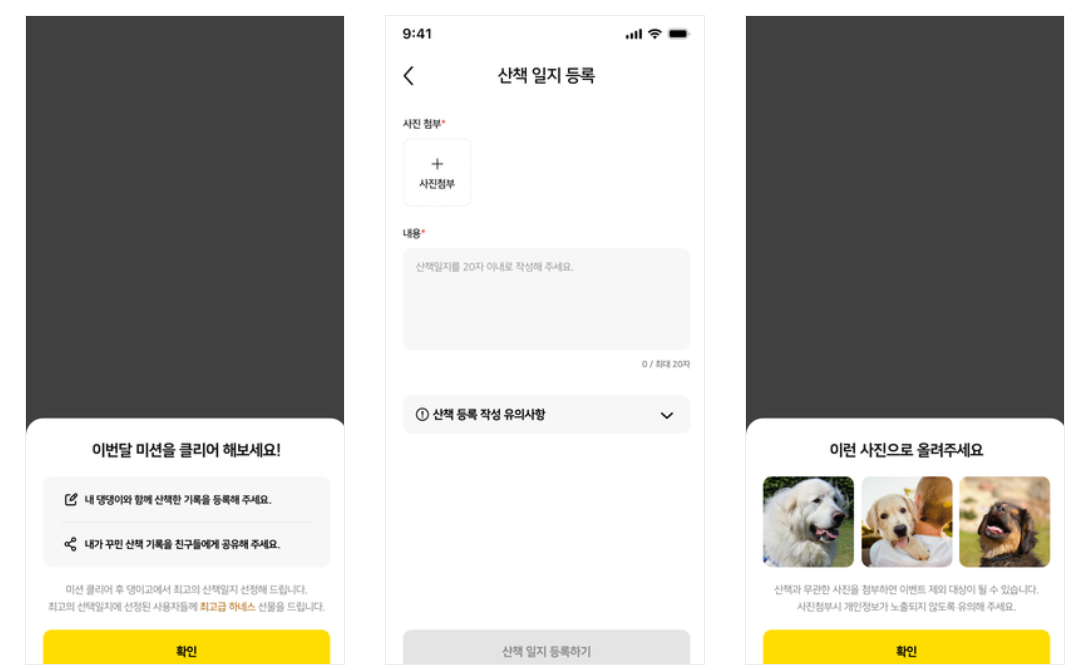 이번달 미션을 클리어 해보세요!
내 댕댕이와 함께 산책한 기록을 등록해 주세요.
내가 꾸민 산책 기록을 친구들에게 공유해 주세요.
미션 클리어 후 댕이고에서 최고의 산책일지 선정해 드립니다.
최고의 선택일지에 선정된 사용자들께 최고급 하네스 선물을 드립니다.
확인
9:41
산책 일지 등록
사진 첨부*
+
사진첨부
내용*
산책일지를 20자 이내로 작성해 주세요.
0 / 최대 20자
산책 등록 작성 유의사항
산책 일지 등록하기
이런 사진으로 올려주세요
산책과 무관한 사진을 첨부하면 이벤트 제외 대상이 될 수 있습니다.
사진첨부시 개인정보가 노출되지 않도록 유의해 주세요.
확인